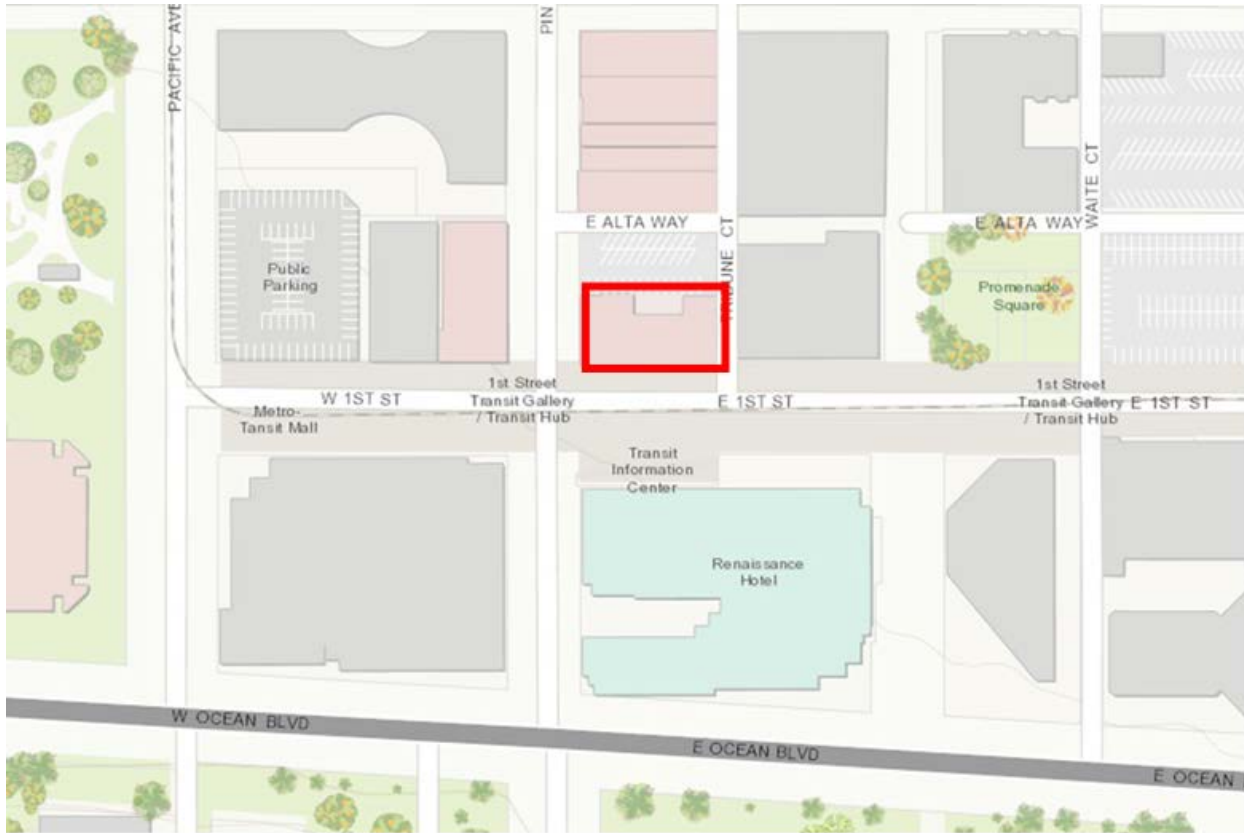 PACIFIC AVE
PIN
E ALTA WAY
TRIBUNE CT
E ALTA WAY
WAITE CT
Public
Parking
Promenade
Square
W 1ST ST
1st Street
Transit Gallery
/ Transit Hub
E 1ST ST
1st Street
Transit Gallery
/ Transit Hub
E 1ST ST
Metro-
Tansit Mall
Transit
Information
Center
Renaissance
Hotel
W OCEAN BLVD
E OCEAN BLVD
E OCEAN